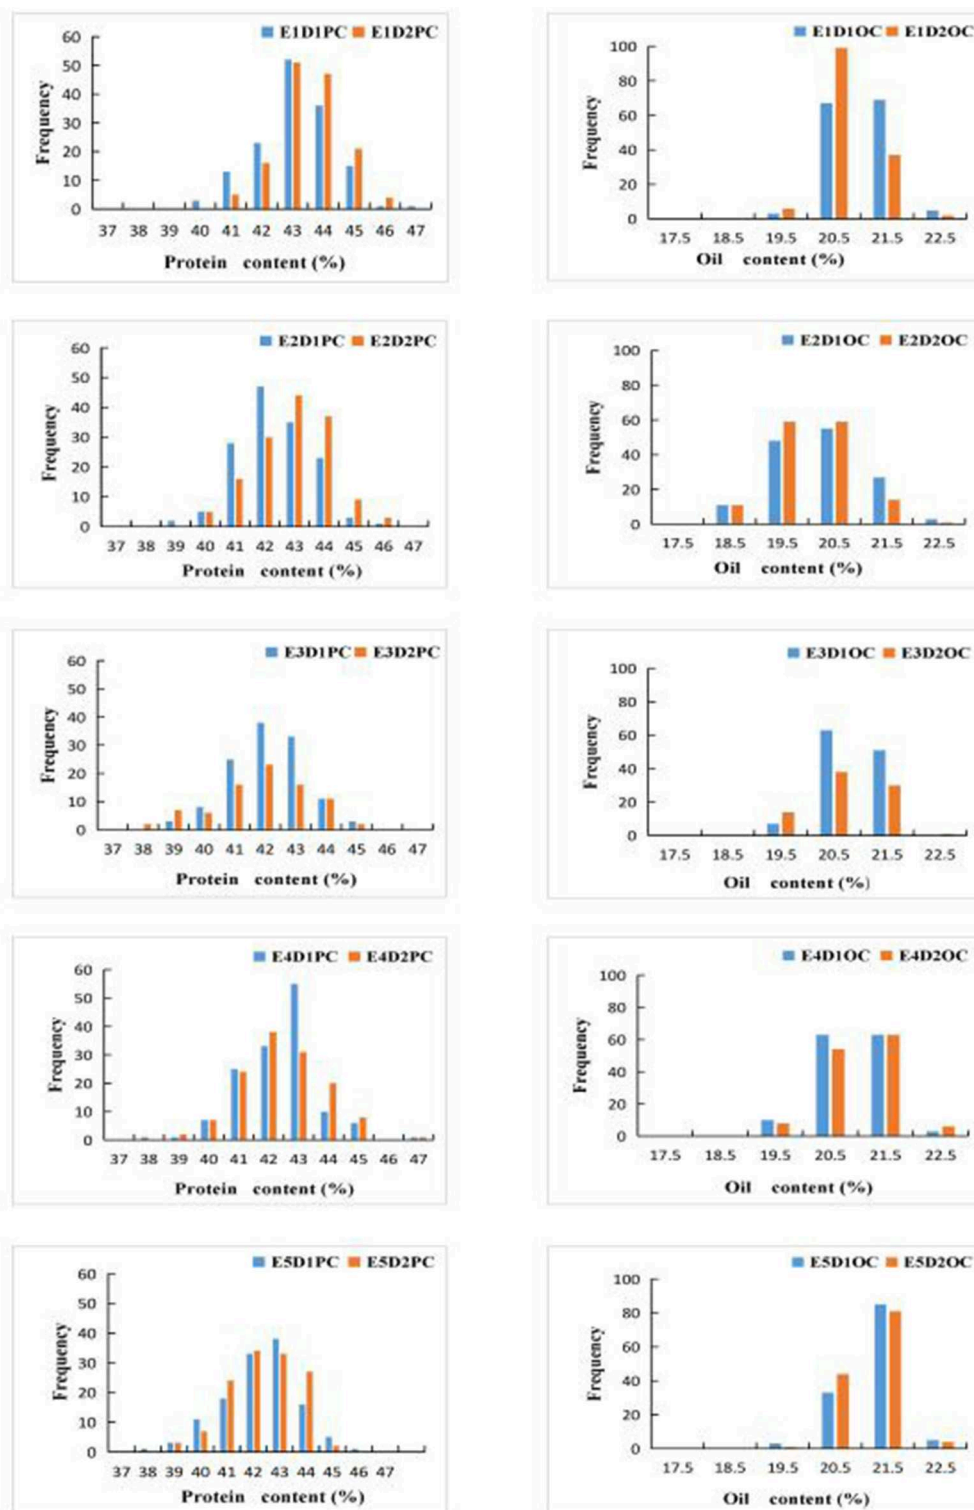 E1D1PC E1D2PC
60
50
40
30
20
10
0
Frequency
37 38 39 40 41 42 43 44 45 46 47
Protein content (%)
E1D1OC E1D2OC
100
80
60
40
20
0
Frequency
17.5 18.5 19.5 20.5 21.5 22.5
Oil content (%)
E2D1PC E2D2PC
60
50
40
30
20
10
0
Frequency
37 38 39 40 41 42 43 44 45 46 47
Protein content (%)
E2D1OC E2D2OC
100
80
60
40
20
0
Frequency
17.5 18.5 19.5 20.5 21.5 22.5
Oil content (%)
E3D1PC E3D2PC
60
50
40
30
20
10
0
Frequency
37 38 39 40 41 42 43 44 45 46 47
Protein content (%)
E3D1OC E3D2OC
100
80
60
40
20
0
Frequency
17.5 18.5 19.5 20.5 21.5 22.5
Oil content (%)
E4D1PC E4D2PC
60
50
40
30
20
10
0
Frequency
37 38 39 40 41 42 43 44 45 46 47
Protein content (%)
E4D1OC E4D2OC
100
80
60
40
20
0
Frequency
17.5 18.5 19.5 20.5 21.5 22.5
Oil content (%)
E5D1PC E5D2PC
60
50
40
30
20
10
0
Frequency
37 38 39 40 41 42 43 44 45 46 47
Protein content (%)
E5D1OC E5D2OC
100
80
60
40
20
0
Frequency
17.5 18.5 19.5 20.5 21.5 22.5
Oil content (%)